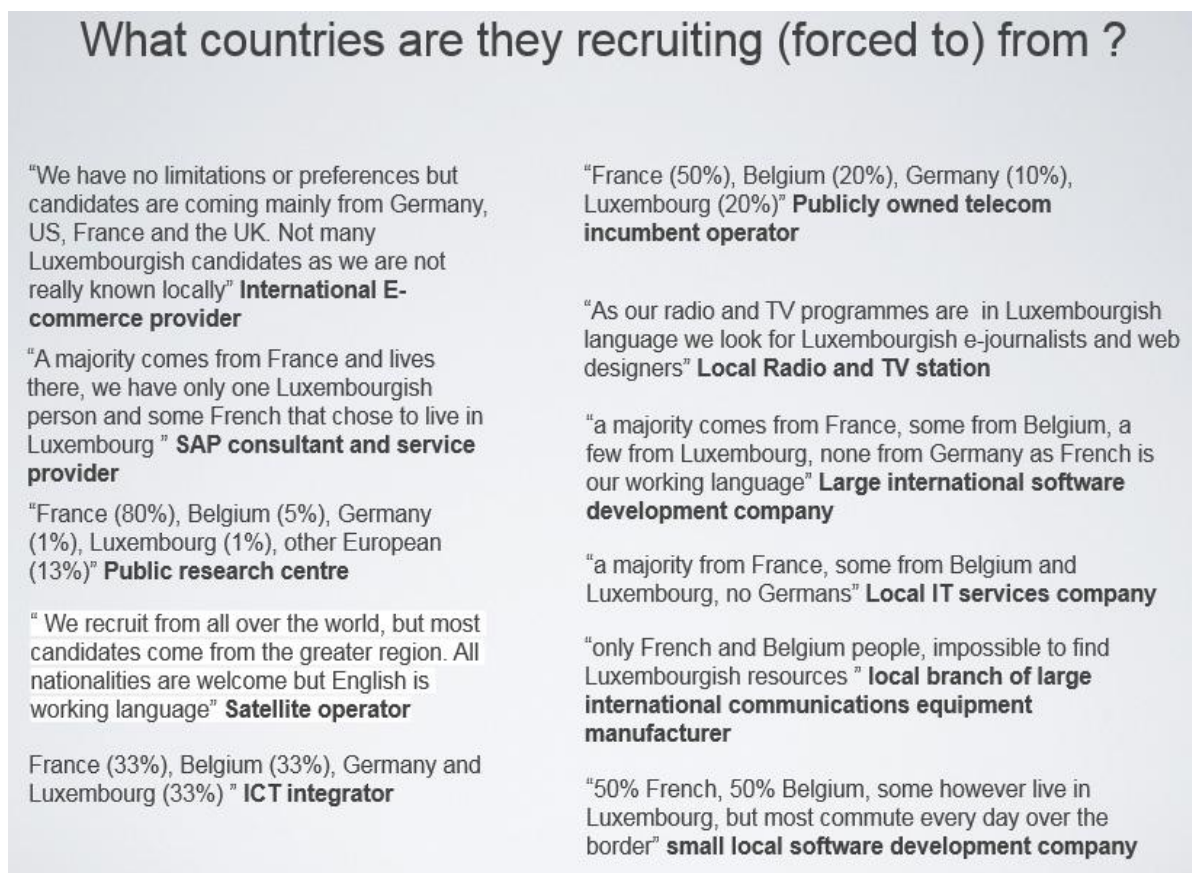 What countries are they recruiting (forced to) from ?
“We have no limitations or preferences but
candidates are coming mainly from Germany,
US, France and the UK. Not many
Luxembourgish candidates as we are not
really known locally” International E-
commerce provider
“A majority comes from France and lives
there, we have only one Luxembourgish
person and some French that chose to live in
Luxembourg ” SAP consultant and service
provider
“France (80%), Belgium (5%), Germany
(1%), Luxembourg (1%), other European
(13%)” Public research centre
“ We recruit from all over the world, but most
candidates come from the greater region. All
nationalities are welcome but English is
working language” Satellite operator
France (33%), Belgium (33%), Germany and
Luxembourg (33%) ” ICT integrator
“France (50%), Belgium (20%), Germany (10%),
Luxembourg (20%)” Publicly owned telecom
incumbent operator
“As our radio and TV programmes are  in Luxembourgish
language we look for Luxembourgish e-journalists and web
designers” Local Radio and TV station
“a majority comes from France, some from Belgium, a
few from Luxembourg, none from Germany as French is
our working language” Large international software
development company
“a majority from France, some from Belgium and
Luxembourg, no Germans” Local IT services company
“only French and Belgium people, impossible to find
Luxembourgish resources ” local branch of large
international communications equipment
manufacturer
“50% French, 50% Belgium, some however live in
Luxembourg, but most commute every day over the
border” small local software development company